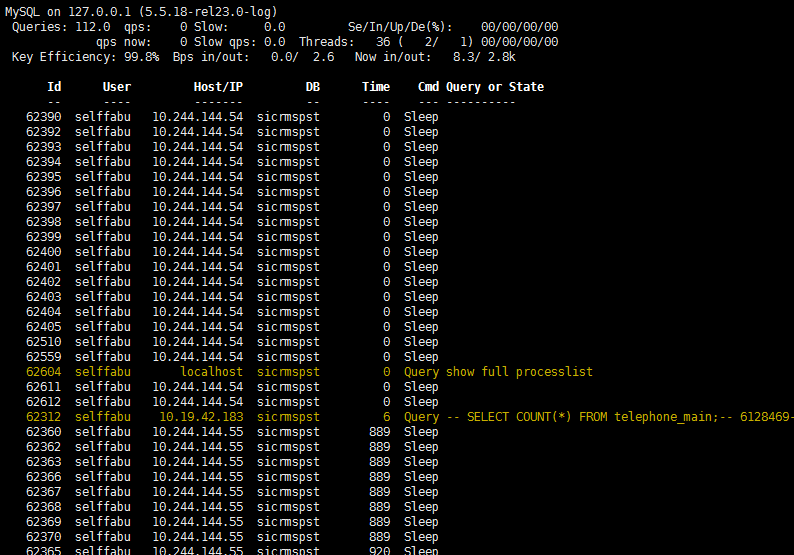 MySQL on 127.0.0.1 (5.5.18-rel23.0-log)
Queries: 112.0 qps: 0 Slow: 0.0 Se/In/Up/De(%): 00/00/00/00
qps now: 0 Slow qps: 0.0 Threads: 36 ( 2/ 1) 00/00/00/00
Key Efficiency: 99.8% Bps in/out: 0.0/ 2.6 Now in/out: 8.3/ 2.8k
Id User Host/IP DB Time Cmd Query or State
-- ---- ------- -- ---- --- ----------
62390 selffabu 10.244.144.54 sicrmspst 0 Sleep
62392 selffabu 10.244.144.54 sicrmspst 0 Sleep
62393 selffabu 10.244.144.54 sicrmspst 0 Sleep
62394 selffabu 10.244.144.54 sicrmspst 0 Sleep
62395 selffabu 10.244.144.54 sicrmspst 0 Sleep
62396 selffabu 10.244.144.54 sicrmspst 0 Sleep
62397 selffabu 10.244.144.54 sicrmspst 0 Sleep
62398 selffabu 10.244.144.54 sicrmspst 0 Sleep
62399 selffabu 10.244.144.54 sicrmspst 0 Sleep
62400 selffabu 10.244.144.54 sicrmspst 0 Sleep
62401 selffabu 10.244.144.54 sicrmspst 0 Sleep
62402 selffabu 10.244.144.54 sicrmspst 0 Sleep
62403 selffabu 10.244.144.54 sicrmspst 0 Sleep
62404 selffabu 10.244.144.54 sicrmspst 0 Sleep
62405 selffabu 10.244.144.54 sicrmspst 0 Sleep
62510 selffabu 10.244.144.54 sicrmspst 0 Sleep
62559 selffabu 10.244.144.54 sicrmspst 0 Sleep
62604 selffabu localhost sicrmspst 0 Query show full processlist
62611 selffabu 10.244.144.54 sicrmspst 0 Sleep
62612 selffabu 10.244.144.54 sicrmspst 0 Sleep
62312 selffabu 10.19.42.183 sicrmspst 6 Query -- SELECT COUNT(*) FROM telephone_main;-- 6128469-
62360 selffabu 10.244.144.55 sicrmspst 889 Sleep
62362 selffabu 10.244.144.55 sicrmspst 889 Sleep
62363 selffabu 10.244.144.55 sicrmspst 889 Sleep
62366 selffabu 10.244.144.55 sicrmspst 889 Sleep
62367 selffabu 10.244.144.55 sicrmspst 889 Sleep
62368 selffabu 10.244.144.55 sicrmspst 889 Sleep
62369 selffabu 10.244.144.55 sicrmspst 889 Sleep
62370 selffabu 10.244.144.55 sicrmspst 889 Sleep
62365 selffabu 10.244.144.55 sicrmspst 920 Sleep